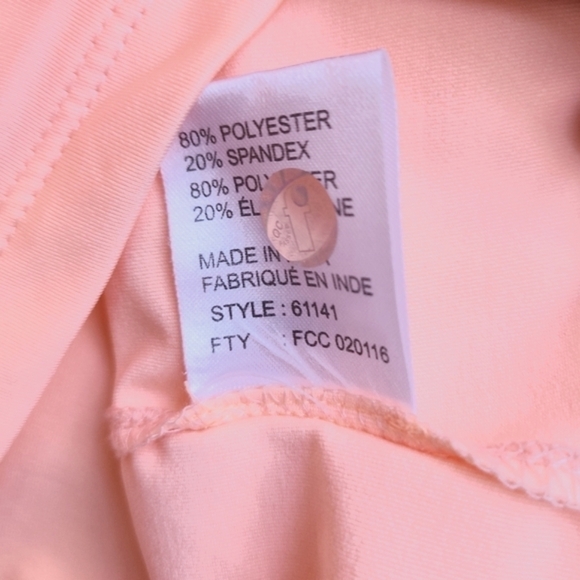 80% POLYESTER
20% SPANDEX
80%
20%
MADE IN
FABRIQUÉ EN INDE
STYLE : 61141
FTY : FCC 020116